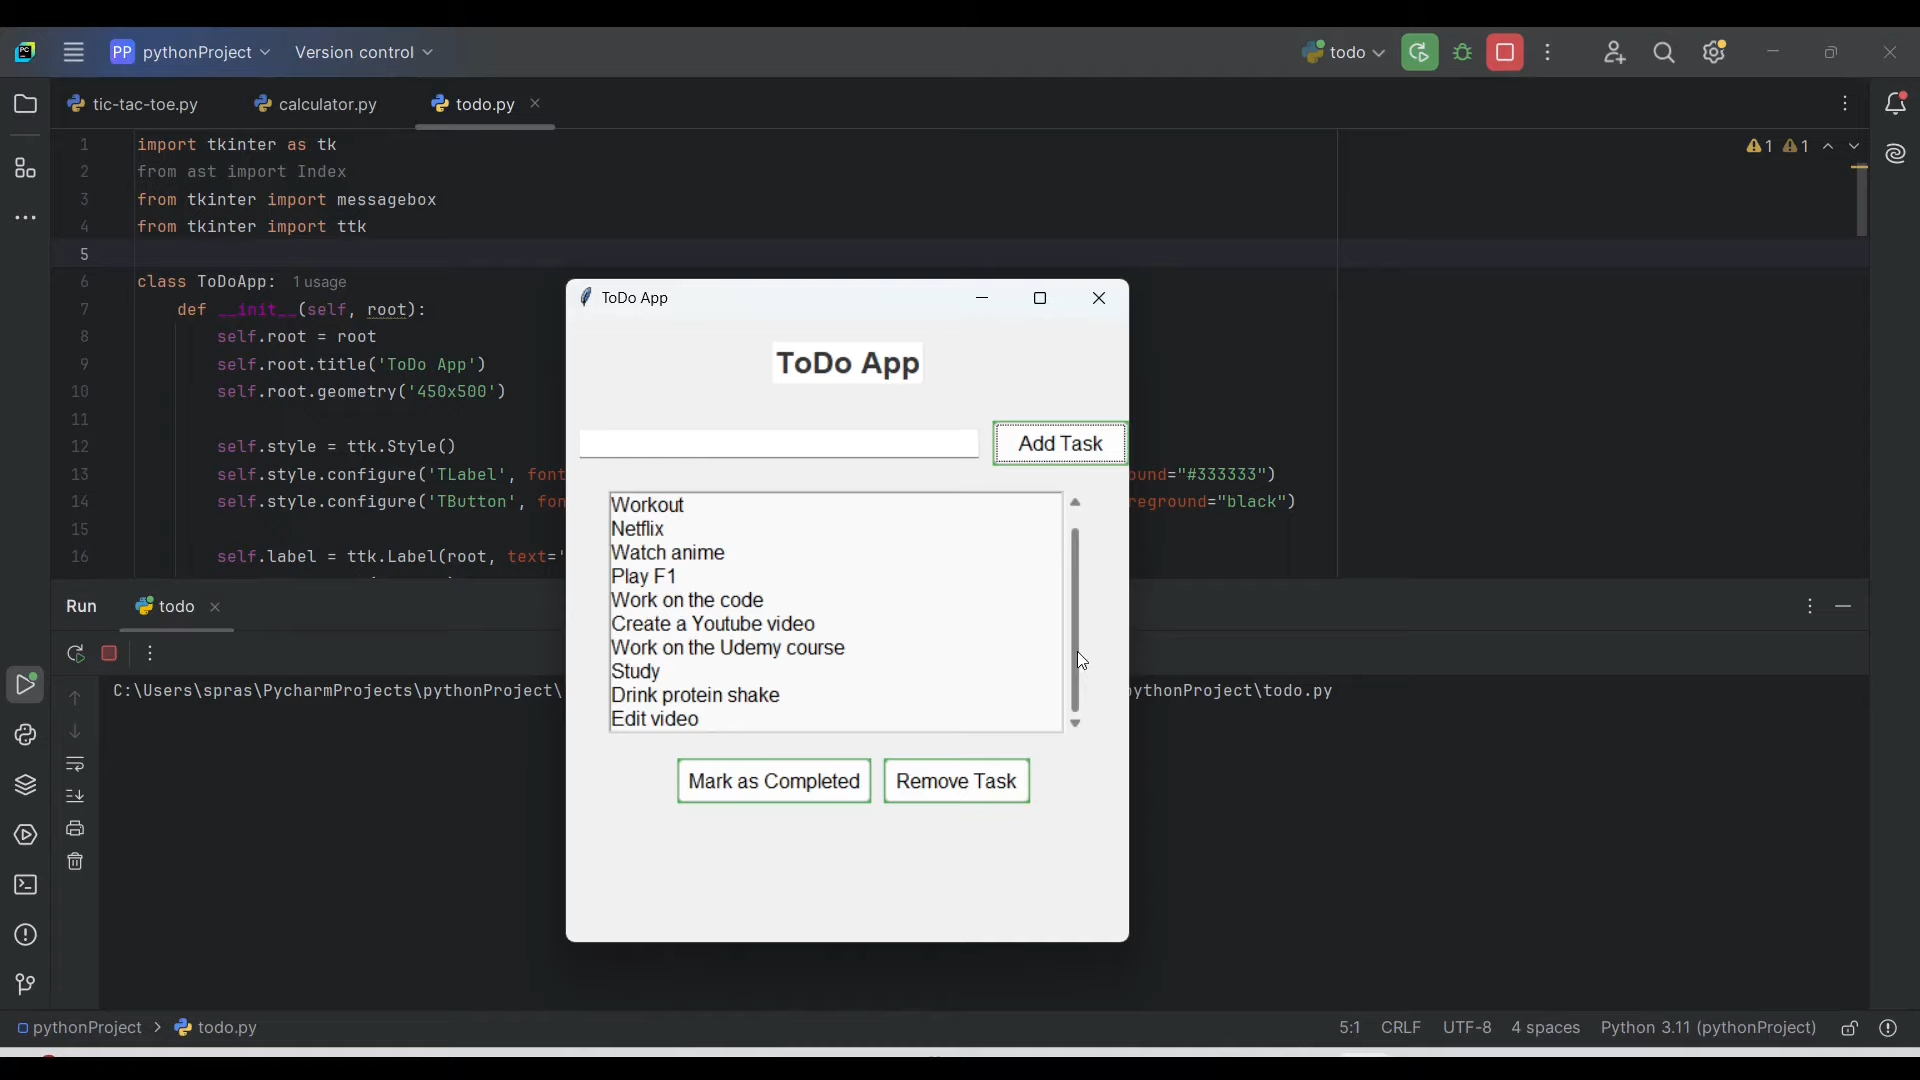 PP pythonProject Version control todo
tic-tac-toe.py calculator.py todo.py
1 import tkinter as tk
2 from ast import Index
3 from tkinter import messagebox
4 from tkinter import ttk
5
6 class ToDoApp: 1 usage
7 def __init__(self, root):
8 self.root = root
9 self.root.title('ToDo App')
10 self.root.geometry('450x500')
11
12 self.style = ttk.Style()
13 self.style.configure('TLabel', font und="#333333")
14 self.style.configure('TButton', fon reground="black")
15
16 self.label = ttk.Label(root, text='
1 1
ToDo App
ToDo App
Add Task
Workout
Netflix
Watch anime
Play F1
Work on the code
Create a Youtube video
Work on the Udemy course
Study
Drink protein shake
Edit video
Mark as Completed Remove Task
Run todo
C:\Users\spras\PycharmProjects\pythonProject\ ythonProject\todo.py
pythonProject > todo.py 5:1 CRLF UTF-8 4 spaces Python 3.11 (pythonProject)